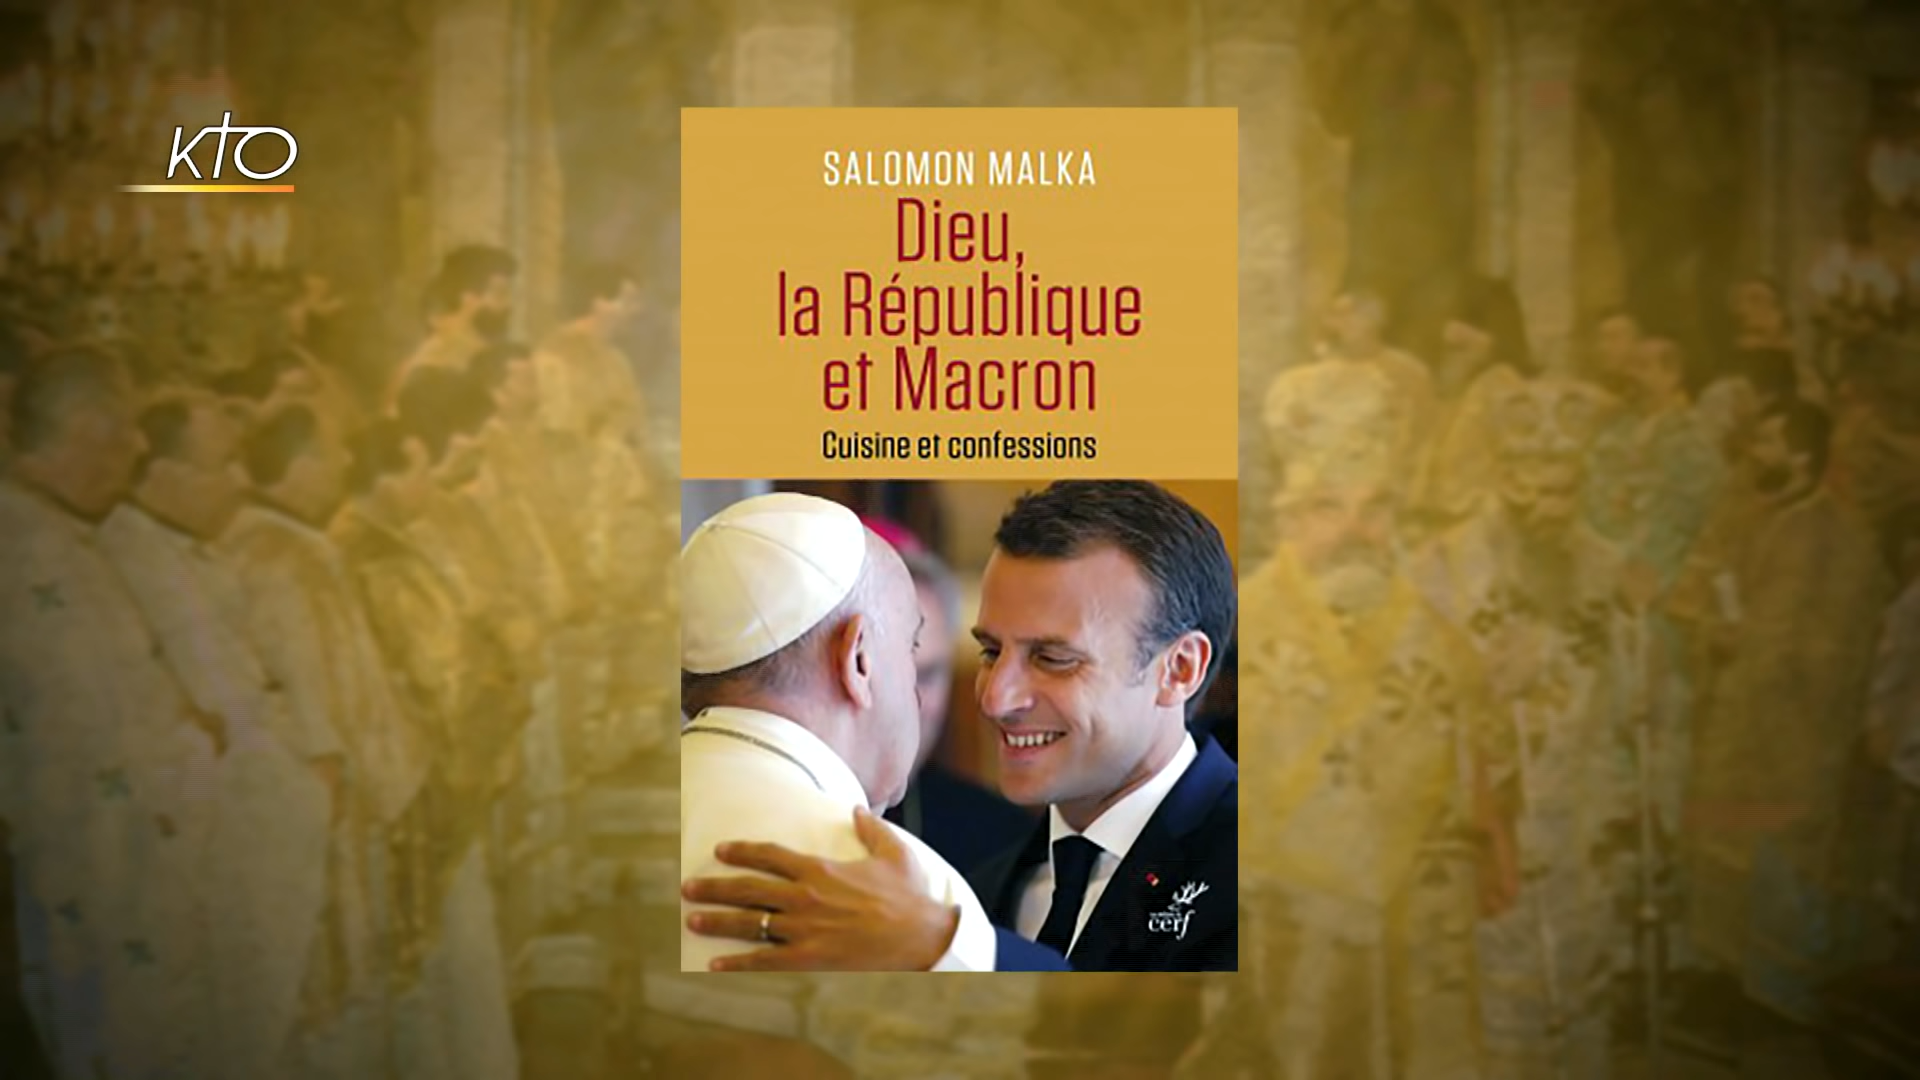 KTO
SALOMON MALKA
Dieu,
la République
et Macron
Cuisine et confessions
cerf